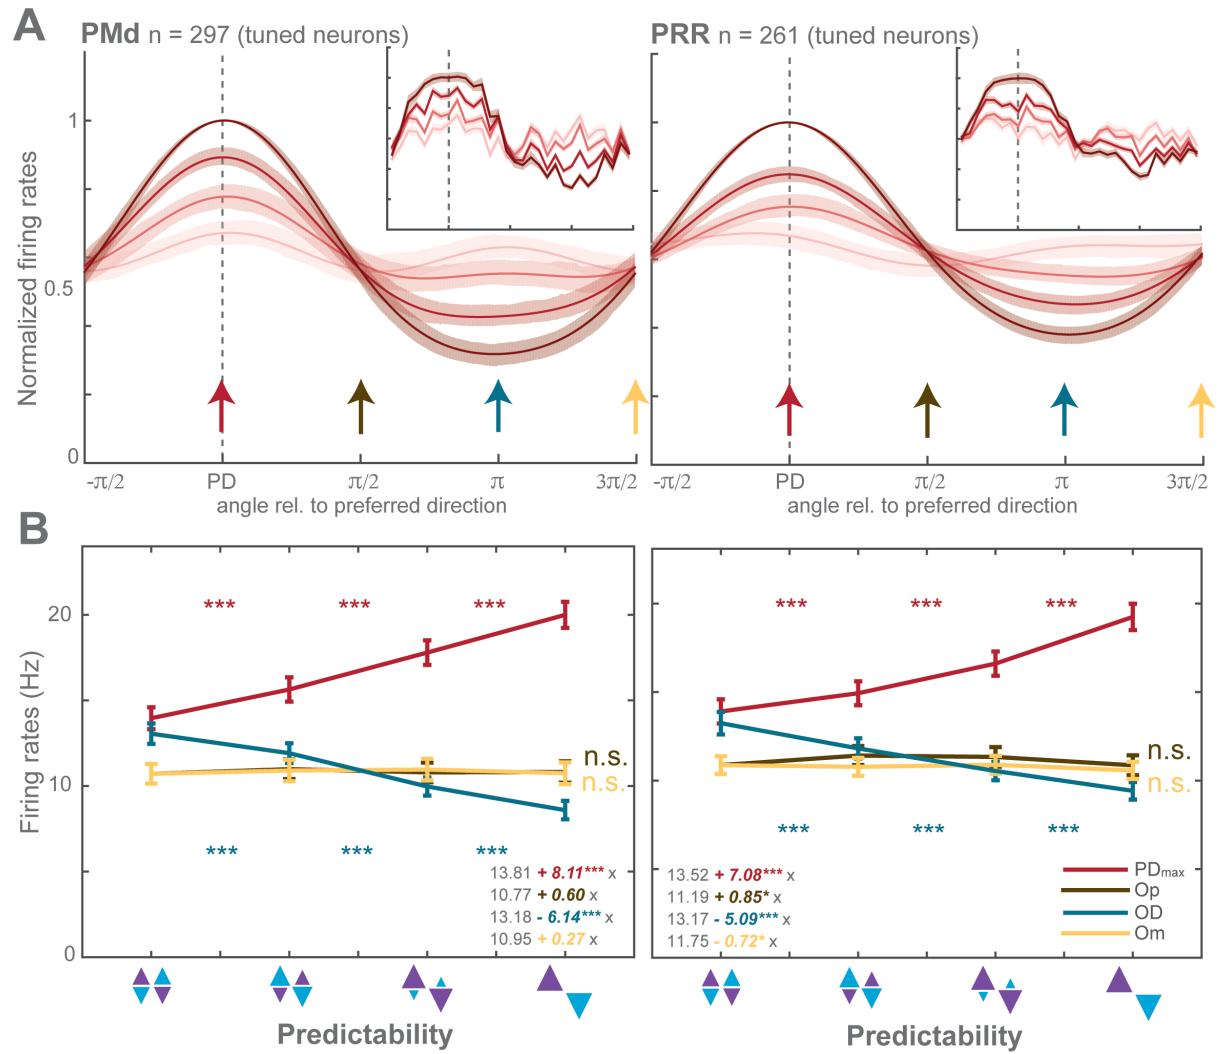 A
PMd n = 297 (tuned neurons)
PRR n = 261 (tuned neurons)
Normalized firing rates
1
0.5
0
-π/2 PD π/2 π 3π/2
angle rel. to preferred direction
-π/2 PD π/2 π 3π/2
angle rel. to preferred direction
B
Firing rates (Hz)
20
10
0
*** *** ***
n.s.
n.s.
*** *** ***
13.81 + 8.11*** x
10.77 + 0.60 x
13.18 - 6.14*** x
10.95 + 0.27 x
Predictability
*** *** ***
n.s.
n.s.
*** *** ***
13.52 + 7.08*** x
11.19 + 0.85* x
13.17 - 5.09*** x
11.75 - 0.72* x
PDmax
Op
OD
Om
Predictability